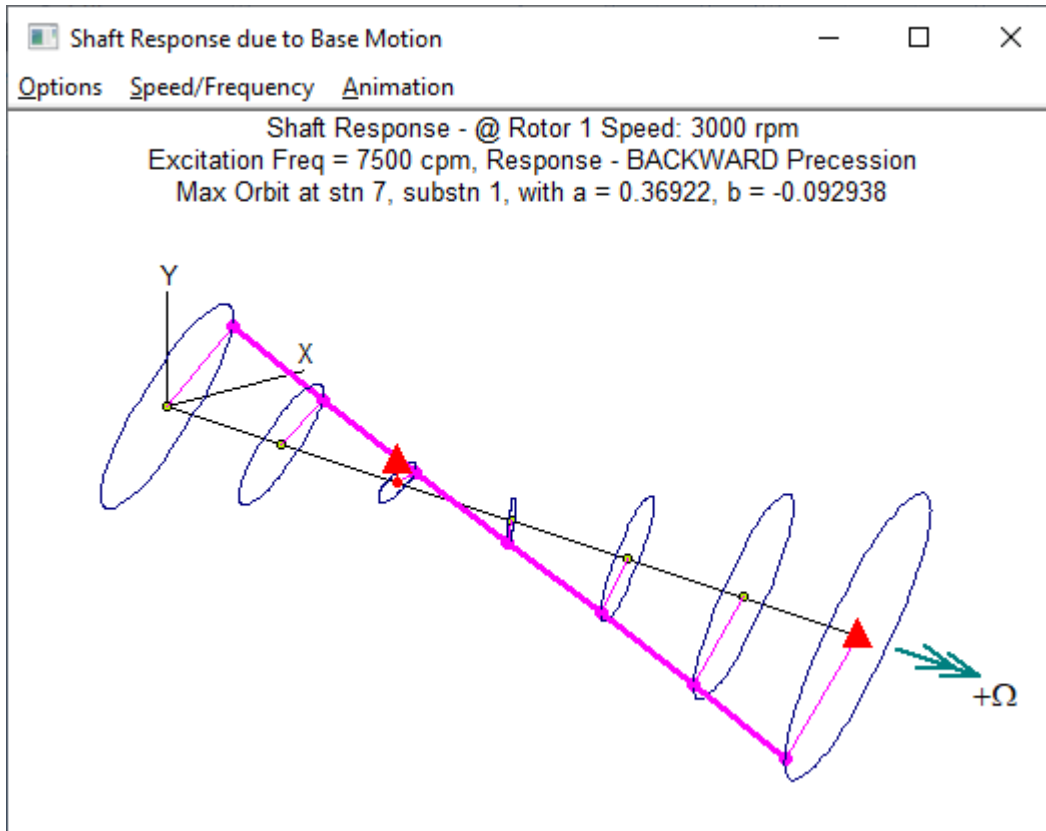 Shaft Response due to Base Motion
Options Speed/Frequency Animation
Shaft Response - @ Rotor 1 Speed: 3000 rpm
Excitation Freq = 7500 cpm, Response - BACKWARD Precession
Max Orbit at stn 7, substn 1, with a = 0.36922, b = -0.092938
Y
X
+Ω